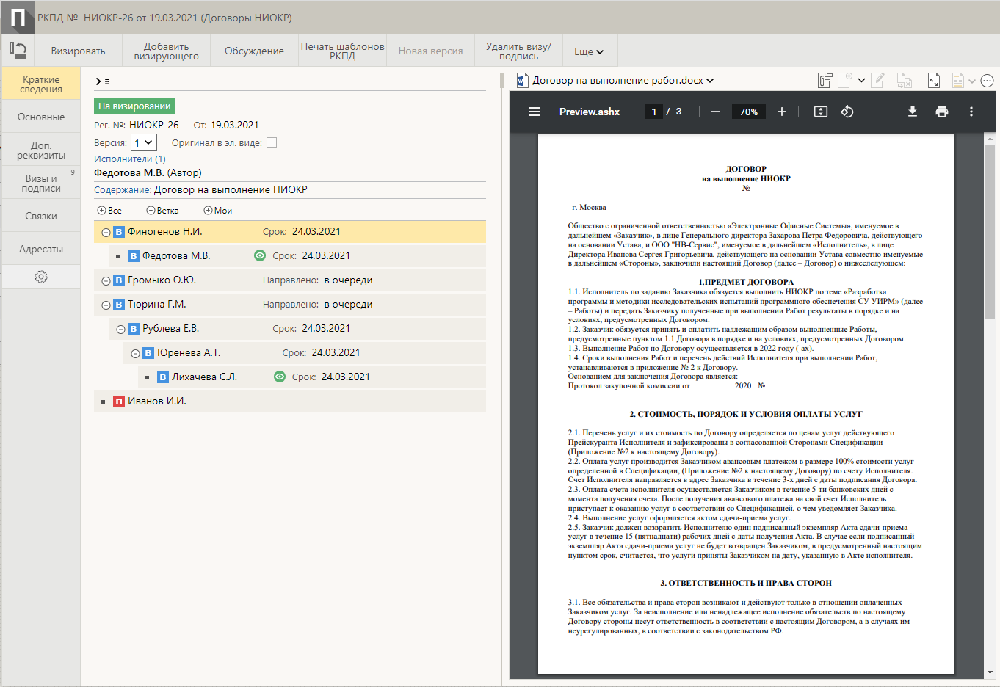 П РКПД № НИОКР-26 от 19.03.2021 (Договоры НИОКР)
Визировать
Добавить
визирующего
Обсуждение
Печать шаблонов
РКПД
Новая версия
Удалить визу/
подпись
Еще
Краткие
сведения
Основные
Доп.
реквизиты
Визы и
подписи
9
Связки
Адресаты
На визировании
Рег. №: НИОКР-26 От: 19.03.2021
Версия: 1 Оригинал в эл. виде:
Исполнители (1)
Федотова М.В. (Автор)
Содержание: Договор на выполнение НИОКР
Все Ветка Мои
В Финогенов Н.И. Срок: 24.03.2021
В Федотова М.В. Срок: 24.03.2021
В Громыко О.Ю. Направлено: в очереди
В Тюрина Г.М. Направлено: в очереди
В Рублева Е.В. Срок: 24.03.2021
В Юренева А.Т. Срок: 24.03.2021
В Лихачева С.Л. Срок: 24.03.2021
П Иванов И.И.
Договор на выполнение работ.docx
Preview.ashx 1 / 3 70%
ДОГОВОР
на выполнение НИОКР
№
г. Москва
Общество с ограниченной ответственностью «Электронные Офисные Системы», именуемое в
дальнейшем «Заказчик», в лице Генерального директора Захарова Петра Федоровича, действующего
на основании Устава, и ООО "НВ-Сервис", именуемое в дальнейшем «Исполнитель», в лице
Директора Иванова Сергея Григорьевича, действующего на основании Устава совместно именуемые
в дальнейшем «Стороны», заключили настоящий Договор (далее – Договор) о нижеследующем:
1.ПРЕДМЕТ ДОГОВОРА
1.1. Исполнитель по заданию Заказчика обязуется выполнить НИОКР по теме «Разработка
программы и методики исследовательских испытаний программного обеспечения СУ УИРМ» (далее
– Работы) и передать Заказчику полученные при выполнении Работ результаты в порядке и на
условиях, предусмотренных Договором.
1.2. Заказчик обязуется принять и оплатить надлежащим образом выполненные Работы,
предусмотренные пунктом 1.1 Договора в порядке и на условиях, предусмотренных Договором.
1.3. Выполнение Работ по Договору осуществляется в 2022 году (-ах).
1.4. Сроки выполнения Работ и перечень действий Исполнителя при выполнении Работ,
устанавливаются в приложение № 2 к Договору.
Основанием для заключения Договора является:
Протокол закупочной комиссии от __ ________2020_ №___________
2. СТОИМОСТЬ, ПОРЯДОК И УСЛОВИЯ ОПЛАТЫ УСЛУГ
2.1. Перечень услуг и их стоимость по Договору определяется по ценам услуг действующего
Прейскуранта Исполнителя и зафиксированы в согласованной Сторонами Спецификации
(Приложение №2 к настоящему Договору).
2.2. Оплата услуг производится Заказчиком авансовым платежом в размере 100% стоимости услуг
определенной в Спецификации, (Приложение №2 к настоящему Договору) по счету Исполнителя.
Счет Исполнителя направляется в адрес Заказчика в течение 3-х дней с даты подписания Договора.
2.3. Оплата счета исполнителя осуществляется Заказчиком в течение 5-ти банковских дней с
момента получения счета. После получения авансового платежа на свой счет Исполнитель
приступает к оказанию услуг в соответствии со Спецификацией, о чем уведомляет Заказчика.
2.4. Выполнение услуг оформляется актом сдачи-приема услуг.
2.5. Заказчик должен возвратить Исполнителю один подписанный экземпляр Акта сдачи-приема
услуг в течение 15 (пятнадцати) рабочих дней с даты получения Акта. В случае если подписанный
экземпляр Акта сдачи-приема услуг не будет возвращен Заказчиком, в предусмотренный настоящим
пунктом срок, считается, что услуги приняты Заказчиком на дату, указанную в Акте исполнителя.
3. ОТВЕТСТВЕННОСТЬ И ПРАВА СТОРОН
3.1. Все обязательства и права сторон возникают и действуют только в отношении оплаченных
Заказчиком услуг. За неисполнение или ненадлежащее исполнение обязательств по настоящему
Договору стороны несут ответственность в соответствии с настоящим Договором, а в случаях им
неурегулированных, в соответствии с законодательством РФ.